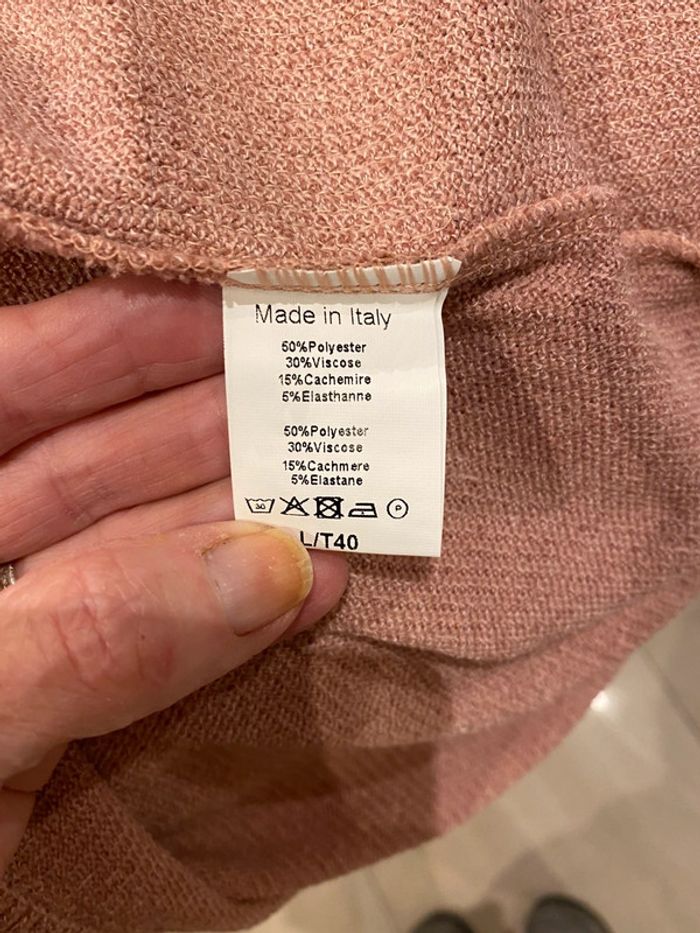 Made in Italy
50%Polyester
30%Viscose
15%Cachemire
5%Elasthanne
50%Polyester
30%Viscose
15%Cachmere
5%Elastane
30 P
L/T40